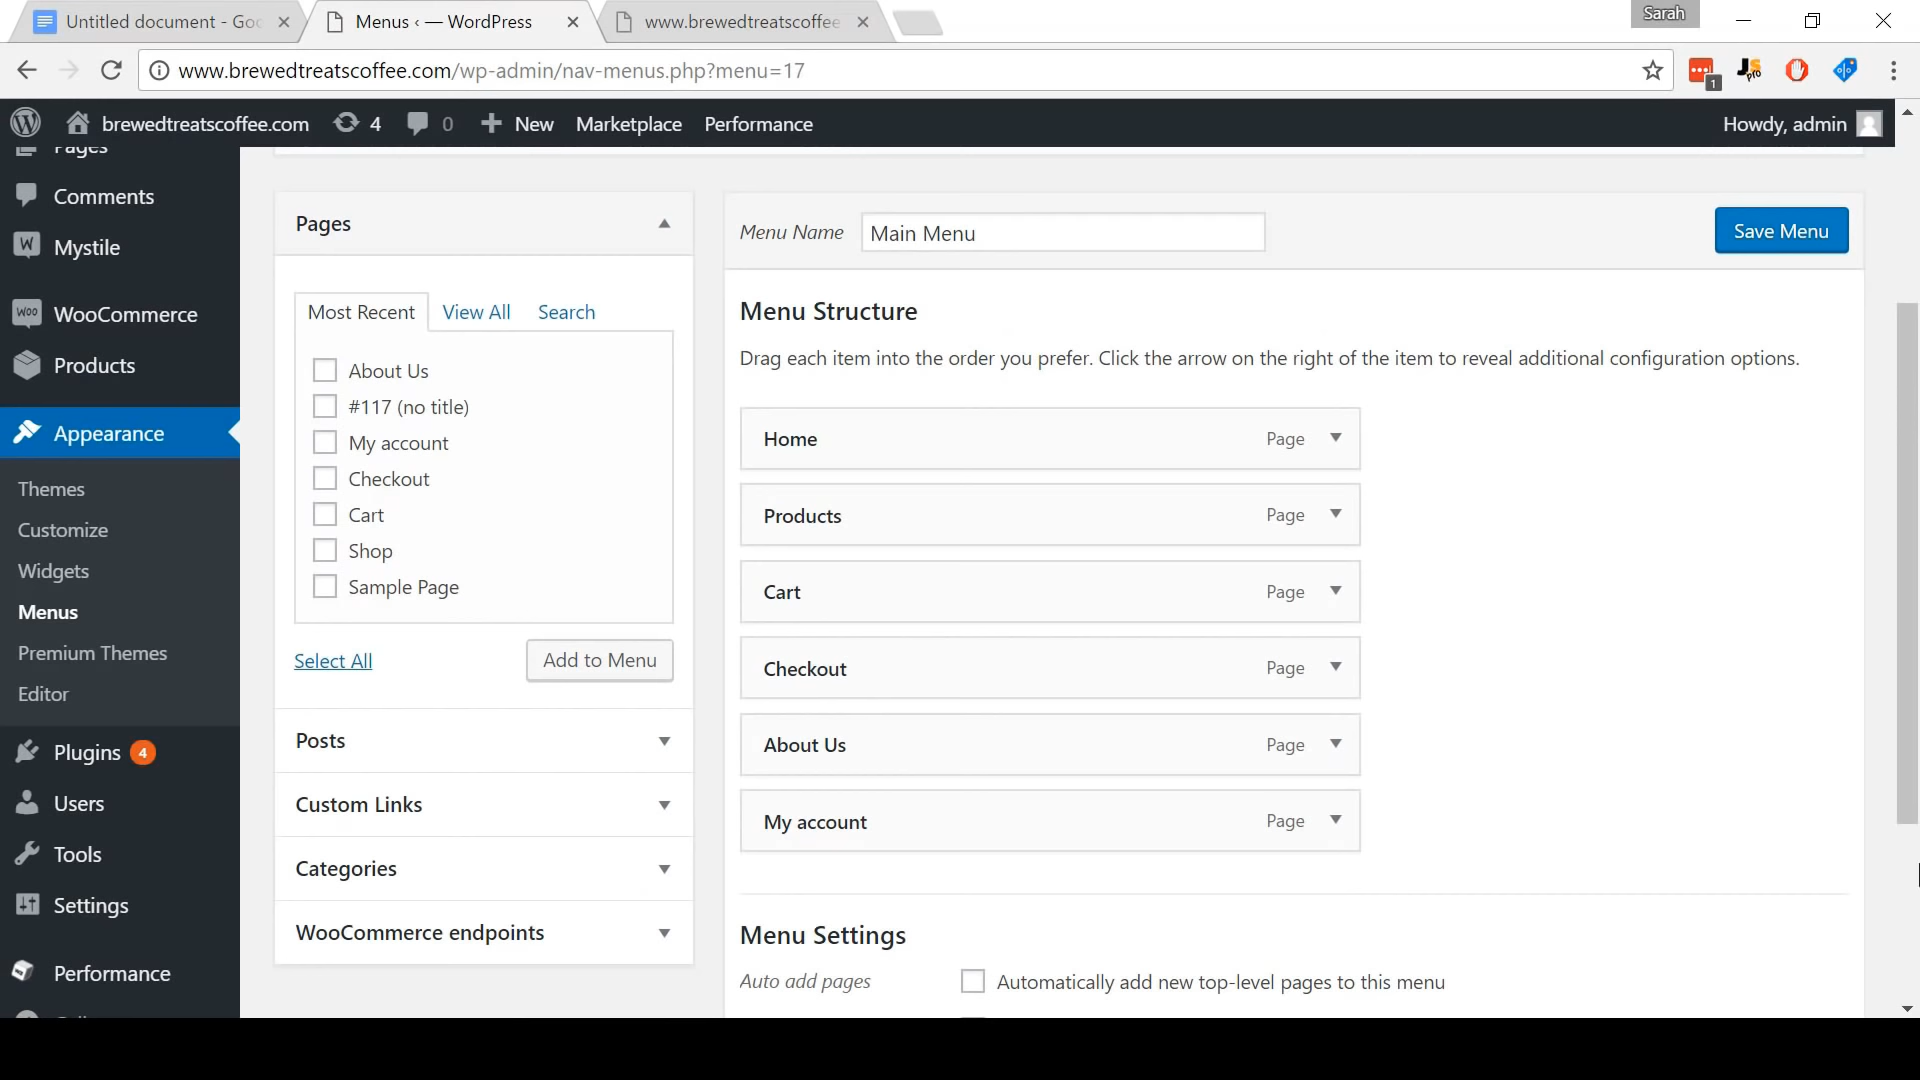 Untitled document - Goo
Menus ‹ — WordPress
www.brewedtreatscoffee
Sarah
www.brewedtreatscoffee.com/wp-admin/nav-menus.php?menu=17
1
brewedtreatscoffee.com
4
0
New
Marketplace
Performance
Howdy, admin
Pages
Comments
Mystile
WooCommerce
Products
Appearance
Themes
Customize
Widgets
Menus
Premium Themes
Editor
Plugins 4
Users
Tools
Settings
Performance
Pages
Most Recent
View All
Search
About Us
#117 (no title)
My account
Checkout
Cart
Shop
Sample Page
Select All
Add to Menu
Posts
Custom Links
Categories
WooCommerce endpoints
Menu Name
Main Menu
Save Menu
Menu Structure
Drag each item into the order you prefer. Click the arrow on the right of the item to reveal additional configuration options.
Home Page
Products Page
Cart Page
Checkout Page
About Us Page
My account Page
Menu Settings
Auto add pages
Automatically add new top-level pages to this menu